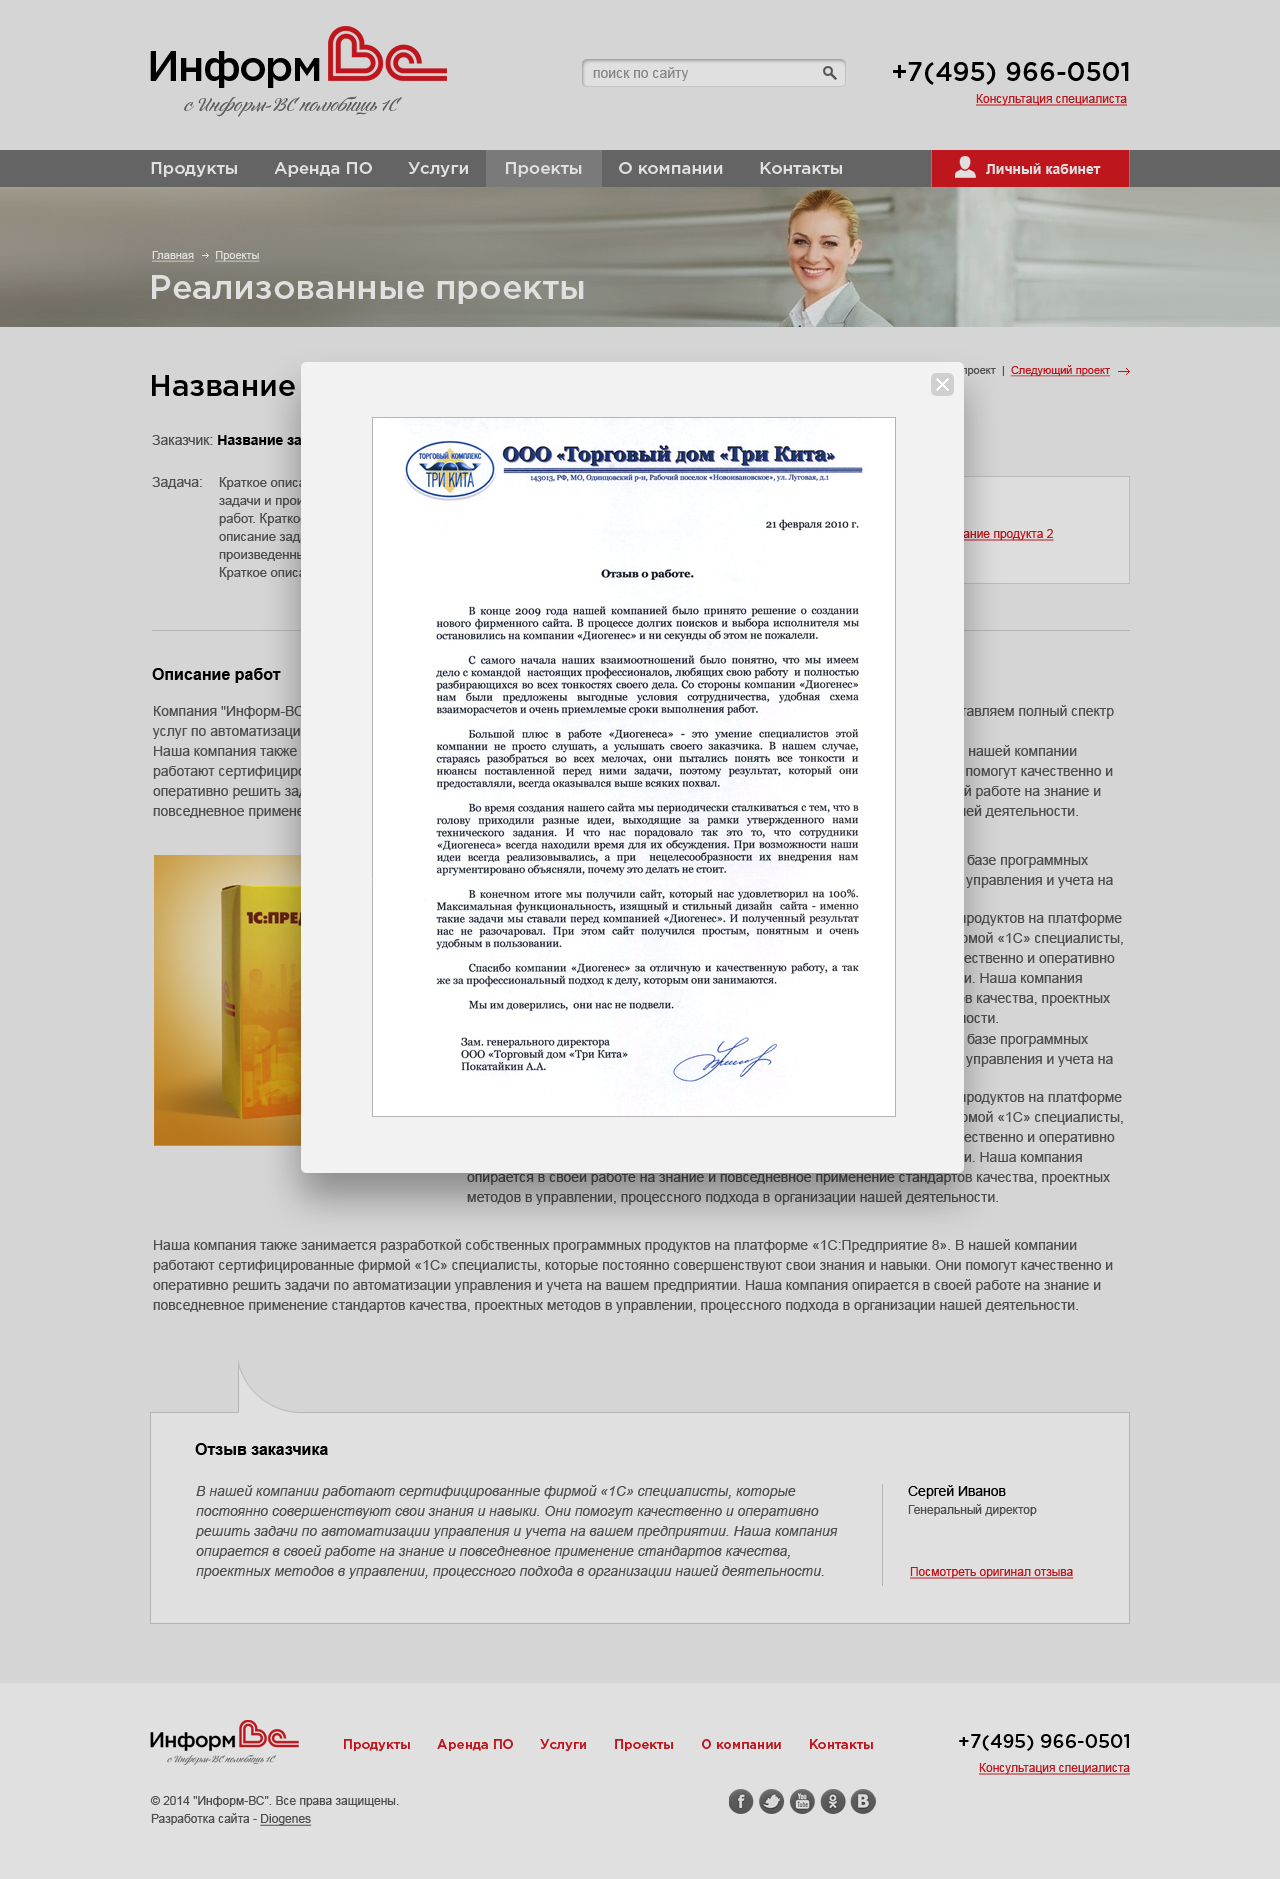 Информ ВС
с Информ-ВС полюбишь 1С
поиск по сайту
+7(495) 966-0501
Консультация специалиста
Продукты Аренда ПО Услуги Проекты О компании Контакты Личный кабинет
Главная → Проекты
Реализованные проекты
Название
проект | Следующий проект →
Заказчик: Название за
Задача: Краткое описа
задачи и прои
работ. Кратко
описание зад
произведенны
Краткое описа
ание продукта 2
Описание работ
Компания "Информ-ВС
тавляем полный спектр
услуг по автоматизаци
Наша компания также
нашей компании
работают сертифициро
помогут качественно и
оперативно решить зад
й работе на знание и
повседневное примене
ей деятельности.
1С:ПРЕД
базе программных
управления и учета на
продуктов на платформе
рмой «1С» специалисты,
ественно и оперативно
и. Наша компания
ов качества, проектных
ности.
базе программных
управления и учета на
продуктов на платформе
рмой «1С» специалисты,
ественно и оперативно
и. Наша компания
опирается в своей работе на знание и повседневное применение стандартов качества, проектных
методов в управлении, процессного подхода в организации нашей деятельности.
ТОРГОВЫЙ КОМПЛЕКС
ТРИ КИТА
ООО «Торговый дом «Три Кита»
143013, РФ, МО, Одинцовский р-н, Рабочий поселок «Новоивановское», ул. Луговая, д.1
21 февраля 2010 г.
Отзыв о работе.
В конце 2009 года нашей компанией было принято решение о создании
нового фирменного сайта. В процессе долгих поисков и выбора исполнителя мы
остановились на компании «Диогенес» и ни секунды об этом не пожалели.
С самого начала наших взаимоотношений было понятно, что мы имеем
дело с командой настоящих профессионалов, любящих свою работу и полностью
разбирающихся во всех тонкостях своего дела. Со стороны компании «Диогенес»
нам были предложены выгодные условия сотрудничества, удобная схема
взаиморасчетов и очень приемлемые сроки выполнения работ.
Большой плюс в работе «Диогенеса» - это умение специалистов этой
компании не просто слушать, а услышать своего заказчика. В нашем случае,
стараясь разобраться во всех мелочах, они пытались понять все тонкости и
нюансы поставленной перед ними задачи, поэтому результат, который они
предоставляли, всегда оказывался выше всяких похвал.
Во время создания нашего сайта мы периодически сталкиваться с тем, что в
голову приходили разные идеи, выходящие за рамки утвержденного нами
технического задания. И что нас порадовало так это то, что сотрудники
«Диогенеса» всегда находили время для их обсуждения. При возможности наши
идеи всегда реализовывались, а при нецелесообразности их внедрения нам
аргументировано объясняли, почему это делать не стоит.
В конечном итоге мы получили сайт, который нас удовлетворил на 100%.
Максимальная функциональность, изящный и стильный дизайн сайта - именно
такие задачи мы ставали перед компанией «Диогенес». И полученный результат
нас не разочаровал. При этом сайт получился простым, понятным и очень
удобным в пользовании.
Спасибо компании «Диогенес» за отличную и качественную работу, а так
же за профессиональный подход к делу, которым они занимаются.
Мы им доверились, они нас не подвели.
Зам. генерального директора
ООО «Торговый дом «Три Кита»
Покатайкин А.А.
Наша компания также занимается разработкой собственных программных продуктов на платформе «1С:Предприятие 8». В нашей компании
работают сертифицированные фирмой «1С» специалисты, которые постоянно совершенствуют свои знания и навыки. Они помогут качественно и
оперативно решить задачи по автоматизации управления и учета на вашем предприятии. Наша компания опирается в своей работе на знание и
повседневное применение стандартов качества, проектных методов в управлении, процессного подхода в организации нашей деятельности.
Отзыв заказчика
В нашей компании работают сертифицированные фирмой «1С» специалисты, которые
постоянно совершенствуют свои знания и навыки. Они помогут качественно и оперативно
решить задачи по автоматизации управления и учета на вашем предприятии. Наша компания
опирается в своей работе на знание и повседневное применение стандартов качества,
проектных методов в управлении, процессного подхода в организации нашей деятельности.
Сергей Иванов
Генеральный директор
Посмотреть оригинал отзыва
Информ ВС
с Информ-ВС полюбишь 1С
Продукты Аренда ПО Услуги Проекты О компании Контакты
+7(495) 966-0501
Консультация специалиста
© 2014 "Информ-ВС". Все права защищены.
Разработка сайта - Diogenes
f You Tube В